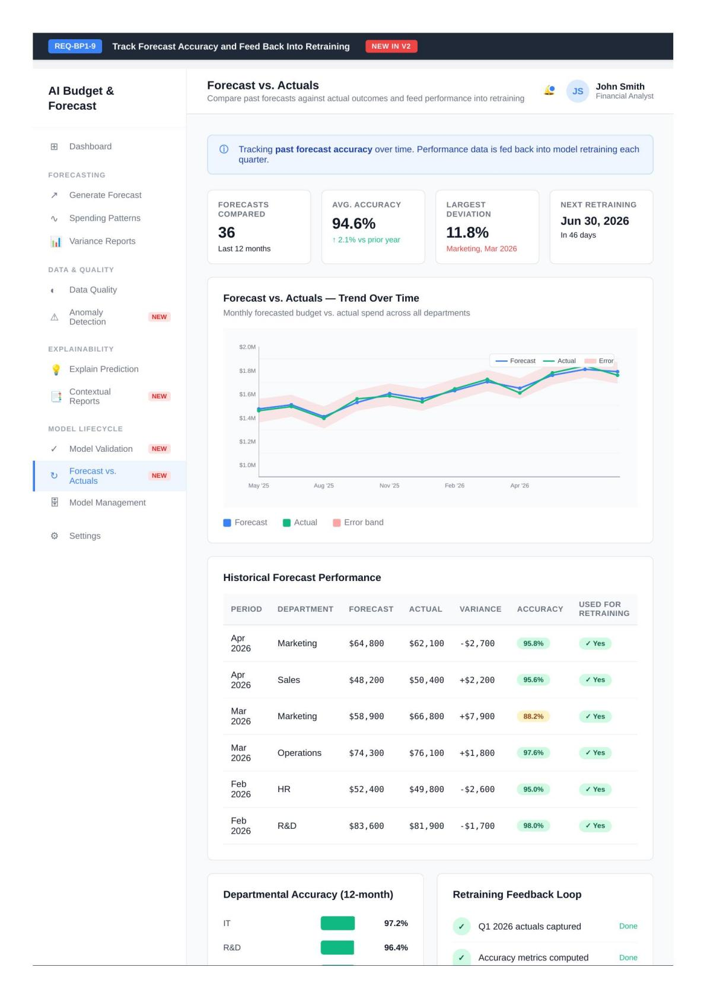 REQ-BP1-9 Track Forecast Accuracy and Feed Back Into Retraining NEW IN V2
AI Budget &
Forecast
Dashboard
FORECASTING
Generate Forecast
Spending Patterns
Variance Reports
DATA & QUALITY
Data Quality
Anomaly
Detection
NEW
EXPLAINABILITY
Explain Prediction
Contextual
Reports
NEW
MODEL LIFECYCLE
Model Validation NEW
Forecast vs.
Actuals
NEW
Model Management
Settings
Forecast vs. Actuals
Compare past forecasts against actual outcomes and feed performance into retraining
JS
John Smith
Financial Analyst
Tracking past forecast accuracy over time. Performance data is fed back into model retraining each
quarter.
FORECASTS
COMPARED
36
Last 12 months
AVG. ACCURACY
94.6%
↑ 2.1% vs prior year
LARGEST
DEVIATION
11.8%
Marketing, Mar 2026
NEXT RETRAINING
Jun 30, 2026
In 46 days
Forecast vs. Actuals — Trend Over Time
Monthly forecasted budget vs. actual spend across all departments
$2.0M
$1.8M
$1.6M
$1.4M
$1.2M
$1.0M
Forecast Actual Error
May '25 Aug '25 Nov '25 Feb '26 Apr '26
Forecast Actual Error band
Historical Forecast Performance
PERIOD DEPARTMENT FORECAST ACTUAL VARIANCE ACCURACY USED FOR
RETRAINING
Apr
2026
Marketing $64,800 $62,100 -$2,700 95.8% ✓ Yes
Apr
2026
Sales $48,200 $50,400 +$2,200 95.6% ✓ Yes
Mar
2026
Marketing $58,900 $66,800 +$7,900 88.2% ✓ Yes
Mar
2026
Operations $74,300 $76,100 +$1,800 97.6% ✓ Yes
Feb
2026
HR $52,400 $49,800 -$2,600 95.0% ✓ Yes
Feb
2026
R&D $83,600 $81,900 -$1,700 98.0% ✓ Yes
Departmental Accuracy (12-month)
IT 97.2%
R&D 96.4%
Retraining Feedback Loop
✓ Q1 2026 actuals captured Done
✓ Accuracy metrics computed Done